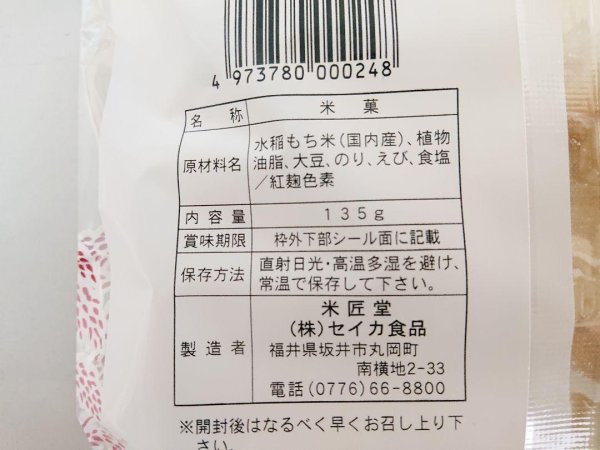 4 973780 000248
名称 米菓
原材料名 水稲もち米(国内産)、植物
油脂、大豆、のり、えび、食塩
/紅麹色素
内容量 135g
賞味期限 枠外下部シール面に記載
保存方法 直射日光・高温多湿を避け、
常温で保存して下さい。
製造者 米匠堂
(株)セイカ食品
福井県坂井市丸岡町
南横地2-33
電話(0776)66-8800
※開封後はなるべく早くお召し上り下
さい。